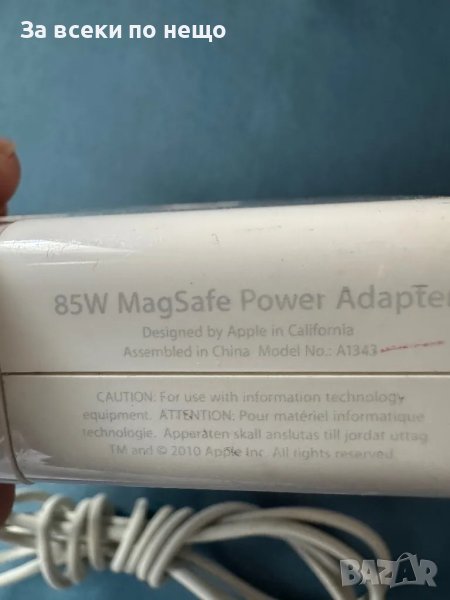 За всеки по нещо
85W MagSafe Power Adapter
Designed by Apple in California
Assembled in China Model No.: A1343
CAUTION: For use with information technology
equipment. ATTENTION: Pour matériel informatique
technologie. Apparaten skall anslutas till jordat uttag
TM and © 2010 Apple Inc. All rights reserved
BAZAR